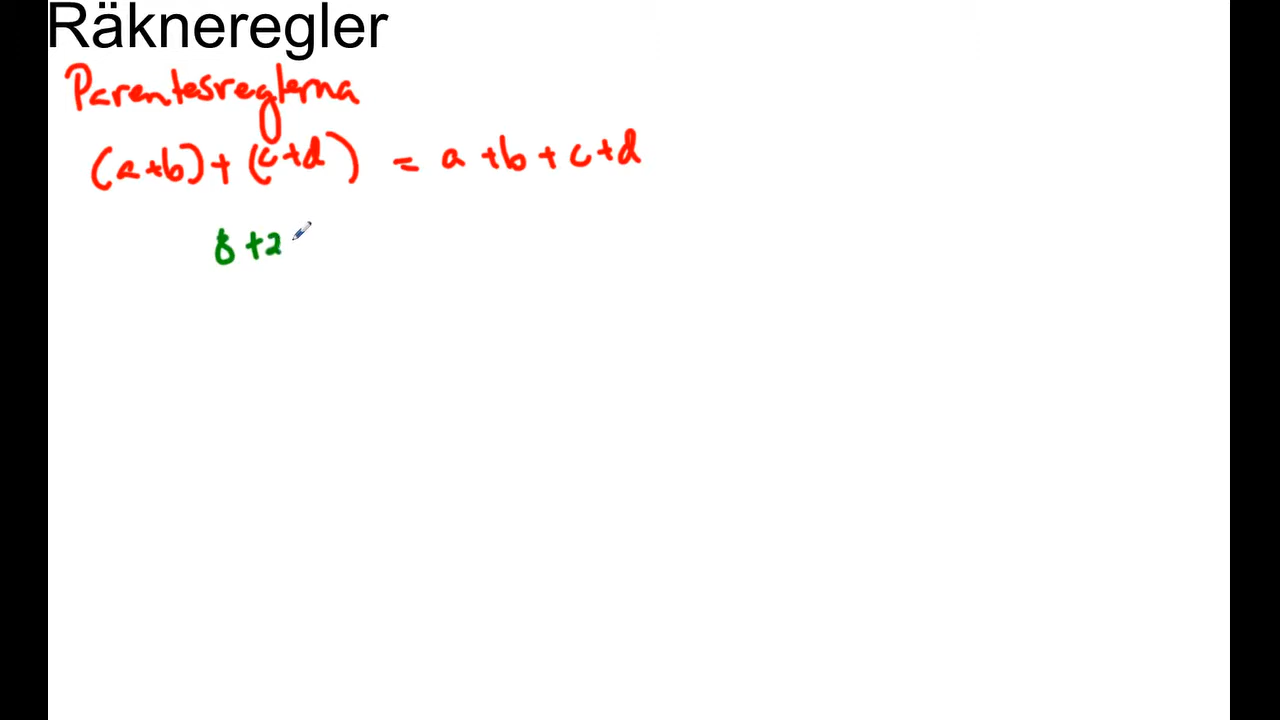 Räkneregler
Parentesreglerna
(a+b)+(c+d) = a+b+c+d
8+2